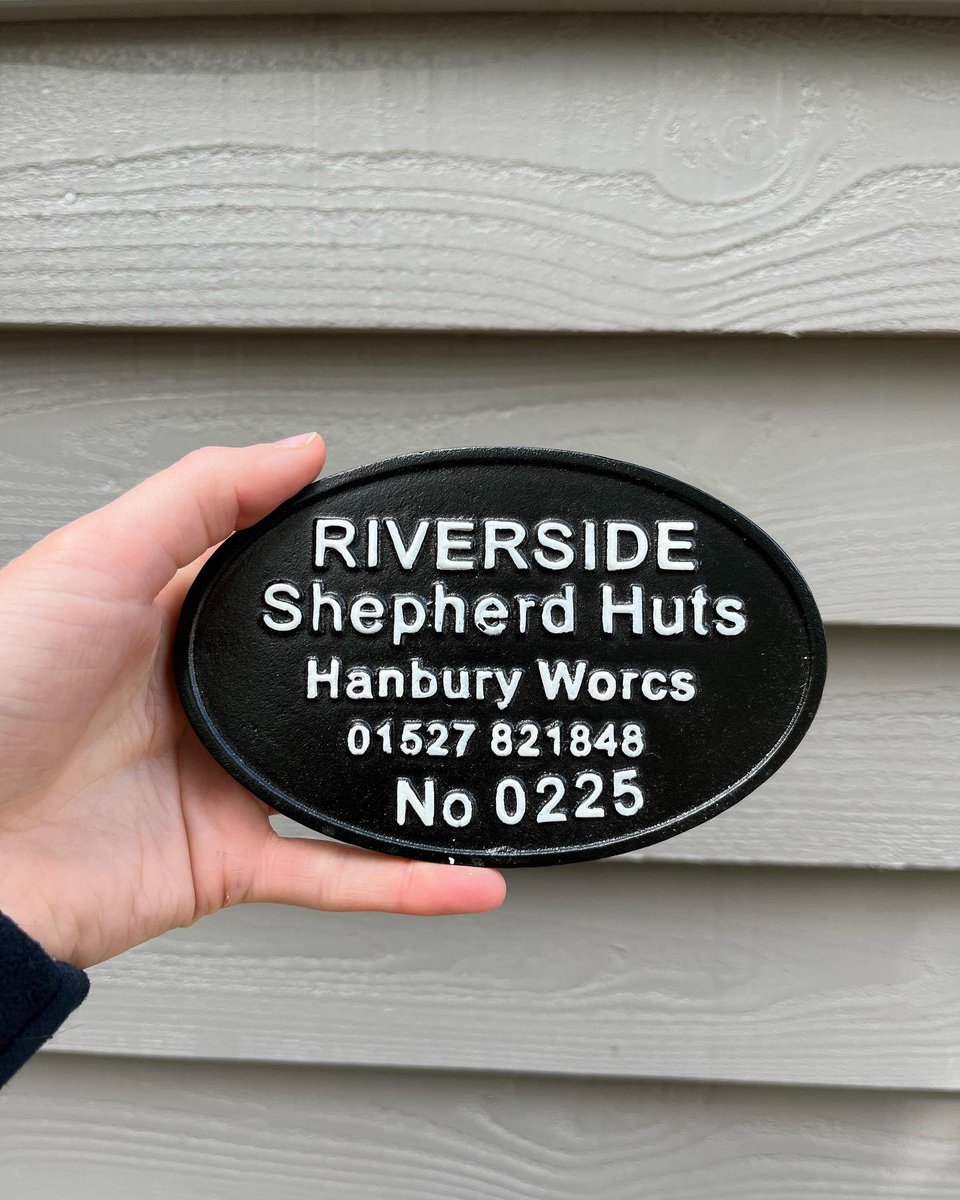 RIVERSIDE
Shepherd Huts
Hanbury Worcs
01527 821848
No 0225